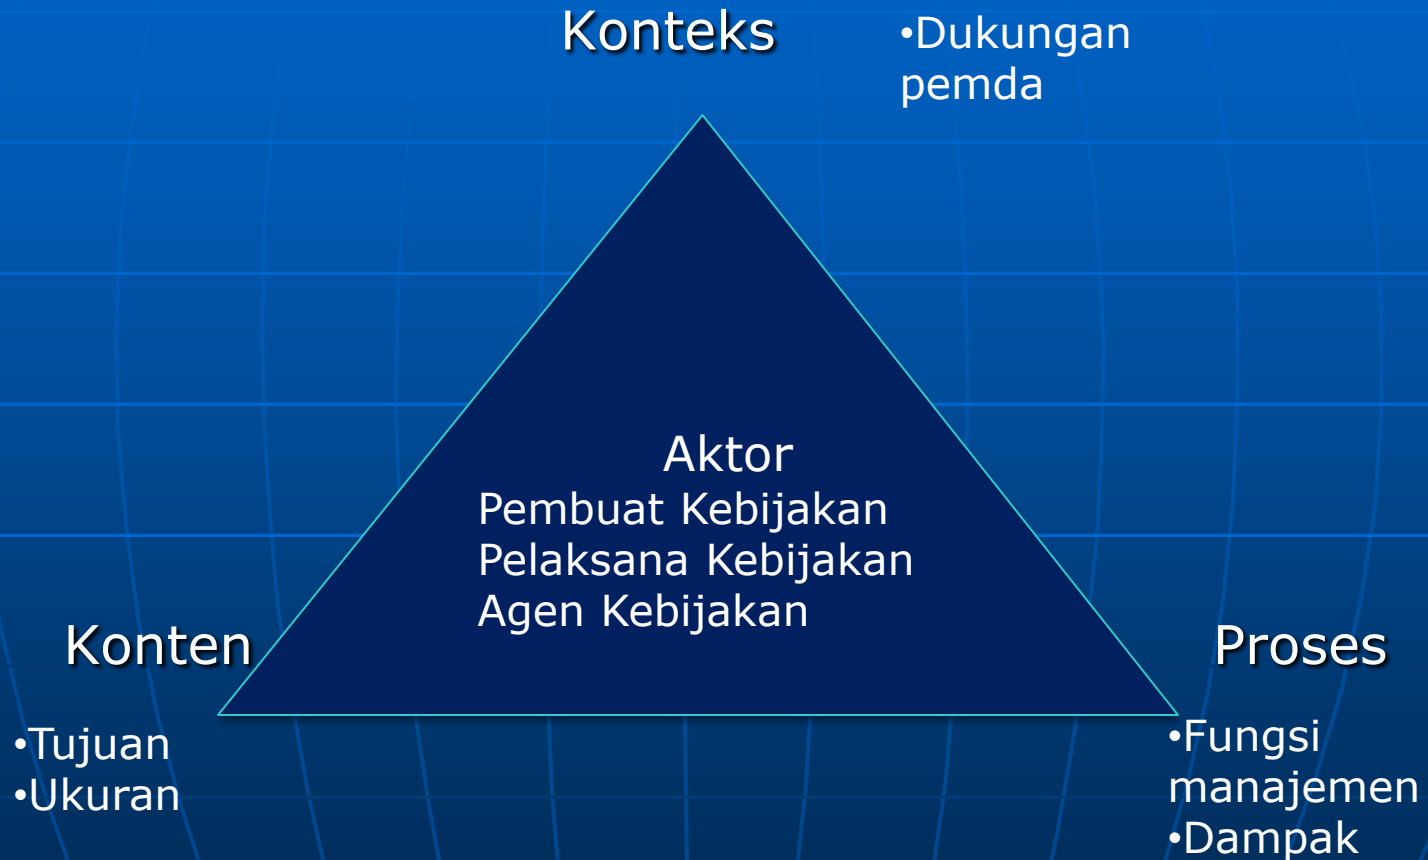 Konteks
•Dukungan
pemda
Aktor
Pembuat Kebijakan
Pelaksana Kebijakan
Agen Kebijakan
Konten
•Tujuan
•Ukuran
Proses
•Fungsi
manajemen
•Dampak